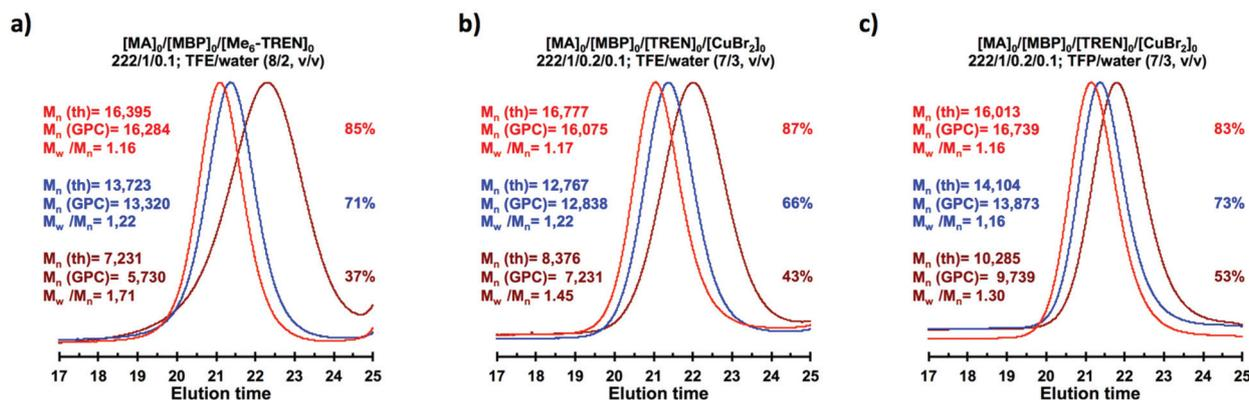 a)
[MA]₀/[MBP]₀/[Me₆-TREN]₀
222/1/0.1; TFE/water (8/2, v/v)
Mₙ (th)= 16,395
Mₙ (GPC)= 16,284
M_w /Mₙ= 1.16
85%
Mₙ (th)= 13,723
Mₙ (GPC)= 13,320
M_w /Mₙ= 1,22
71%
Mₙ (th)= 7,231
Mₙ (GPC)= 5,730
M_w /Mₙ= 1,71
37%
17 18 19 20 21 22 23 24 25
Elution time
b)
[MA]₀/[MBP]₀/[TREN]₀/[CuBr₂]₀
222/1/0.2/0.1; TFE/water (7/3, v/v)
Mₙ (th)= 16,777
Mₙ (GPC)= 16,075
M_w /Mₙ= 1.17
87%
Mₙ (th)= 12,767
Mₙ (GPC)= 12,838
M_w /Mₙ= 1,22
66%
Mₙ (th)= 8,376
Mₙ (GPC)= 7,231
M_w /Mₙ= 1.45
43%
17 18 19 20 21 22 23 24 25
Elution time
c)
[MA]₀/[MBP]₀/[TREN]₀/[CuBr₂]₀
222/1/0.2/0.1; TFP/water (7/3, v/v)
Mₙ (th)= 16,013
Mₙ (GPC)= 16,739
M_w /Mₙ= 1.16
83%
Mₙ (th)= 14,104
Mₙ (GPC)= 13,873
M_w /Mₙ= 1,16
73%
Mₙ (th)= 10,285
Mₙ (GPC)= 9,739
M_w /Mₙ= 1.30
53%
17 18 19 20 21 22 23 24 25
Elution time